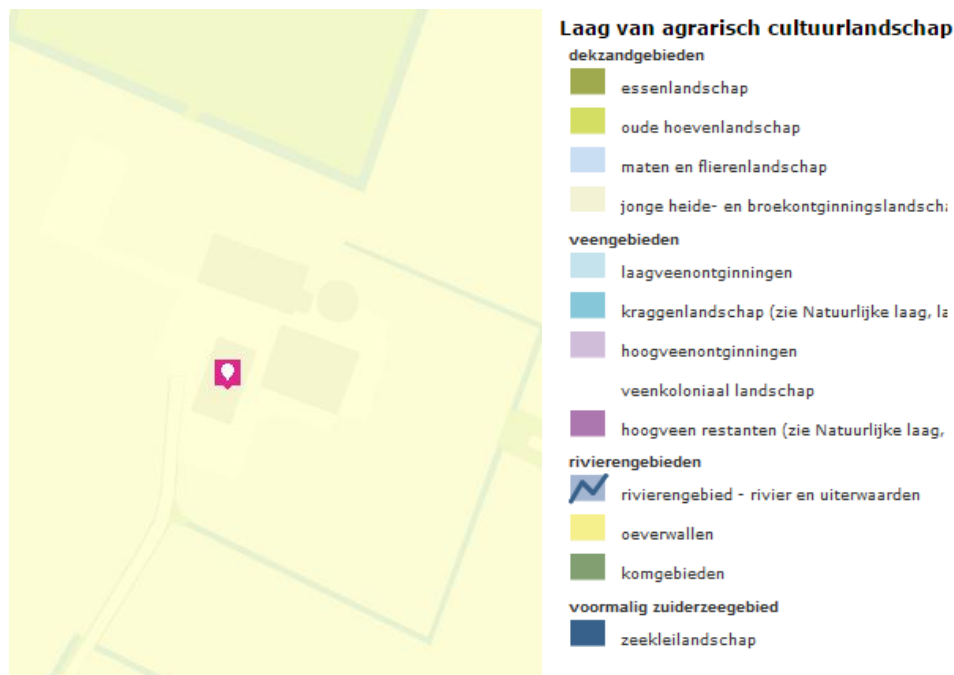 Laag van agrarisch cultuurlandschap
dekzandgebieden
essenlandschap
oude hoevenlandschap
maten en flierenlandschap
jonge heide- en broekontginningslandscha
veengebieden
laagveenontginningen
kraggenlandschap (zie Natuurlijke laag, la
hoogveenontginningen
veenkoloniaal landschap
hoogveen restanten (zie Natuurlijke laag,
rivierengebieden
rivierengebied - rivier en uiterwaarden
oeverwallen
komgebieden
voormalig zuiderzeegebied
zeekleilandschap